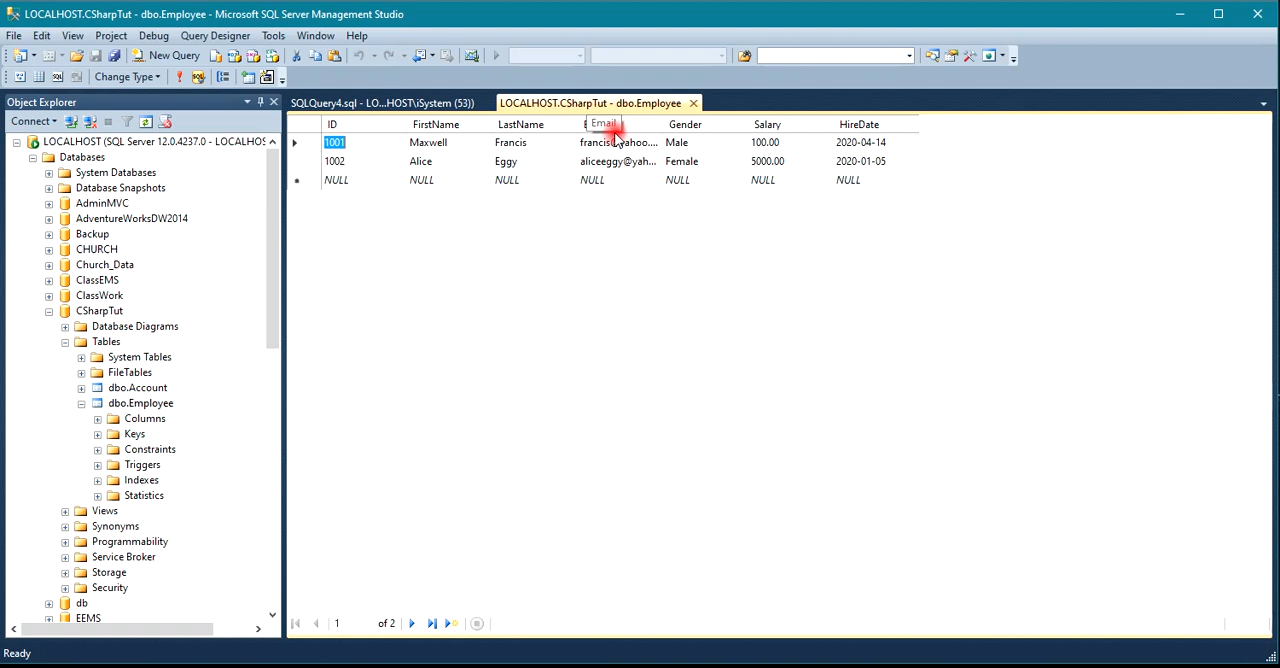 LOCALHOST.CSharpTut - dbo.Employee - Microsoft SQL Server Management Studio
File Edit View Project Debug Query Designer Tools Window Help
New Query
Change Type
Object Explorer
SQLQuery4.sql - LO...HOST\iSystem (53))
LOCALHOST.CSharpTut - dbo.Employee
Connect
ID FirstName LastName Email Gender Salary HireDate
1001 Maxwell Francis Male 100.00 2020-04-14
1002 Alice Eggy aliceeggy@yah... Female 5000.00 2020-01-05
NULL NULL NULL NULL NULL NULL NULL
LOCALHOST (SQL Server 12.0.4237.0 - LOCALHOS
Databases
System Databases
Database Snapshots
AdminMVC
AdventureWorksDW2014
Backup
CHURCH
Church_Data
ClassEMS
ClassWork
CSharpTut
Database Diagrams
Tables
System Tables
FileTables
dbo.Account
dbo.Employee
Columns
Keys
Constraints
Triggers
Indexes
Statistics
Views
Synonyms
Programmability
Service Broker
Storage
Security
db
EEMS
1 of 2
Ready